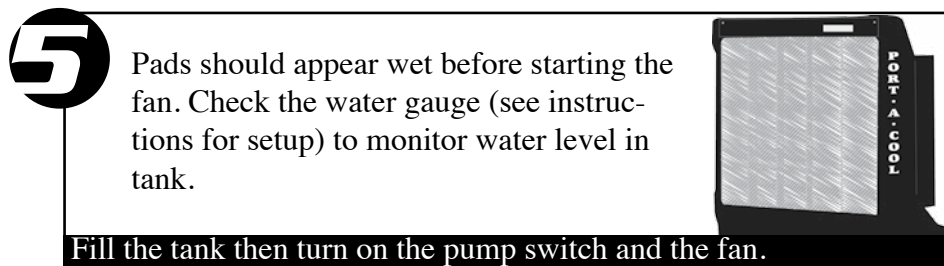 5
Pads should appear wet before starting the
fan. Check the water gauge (see instruc-
tions for setup) to monitor water level in
tank.
PORT·A·COOL
Fill the tank then turn on the pump switch and the fan.